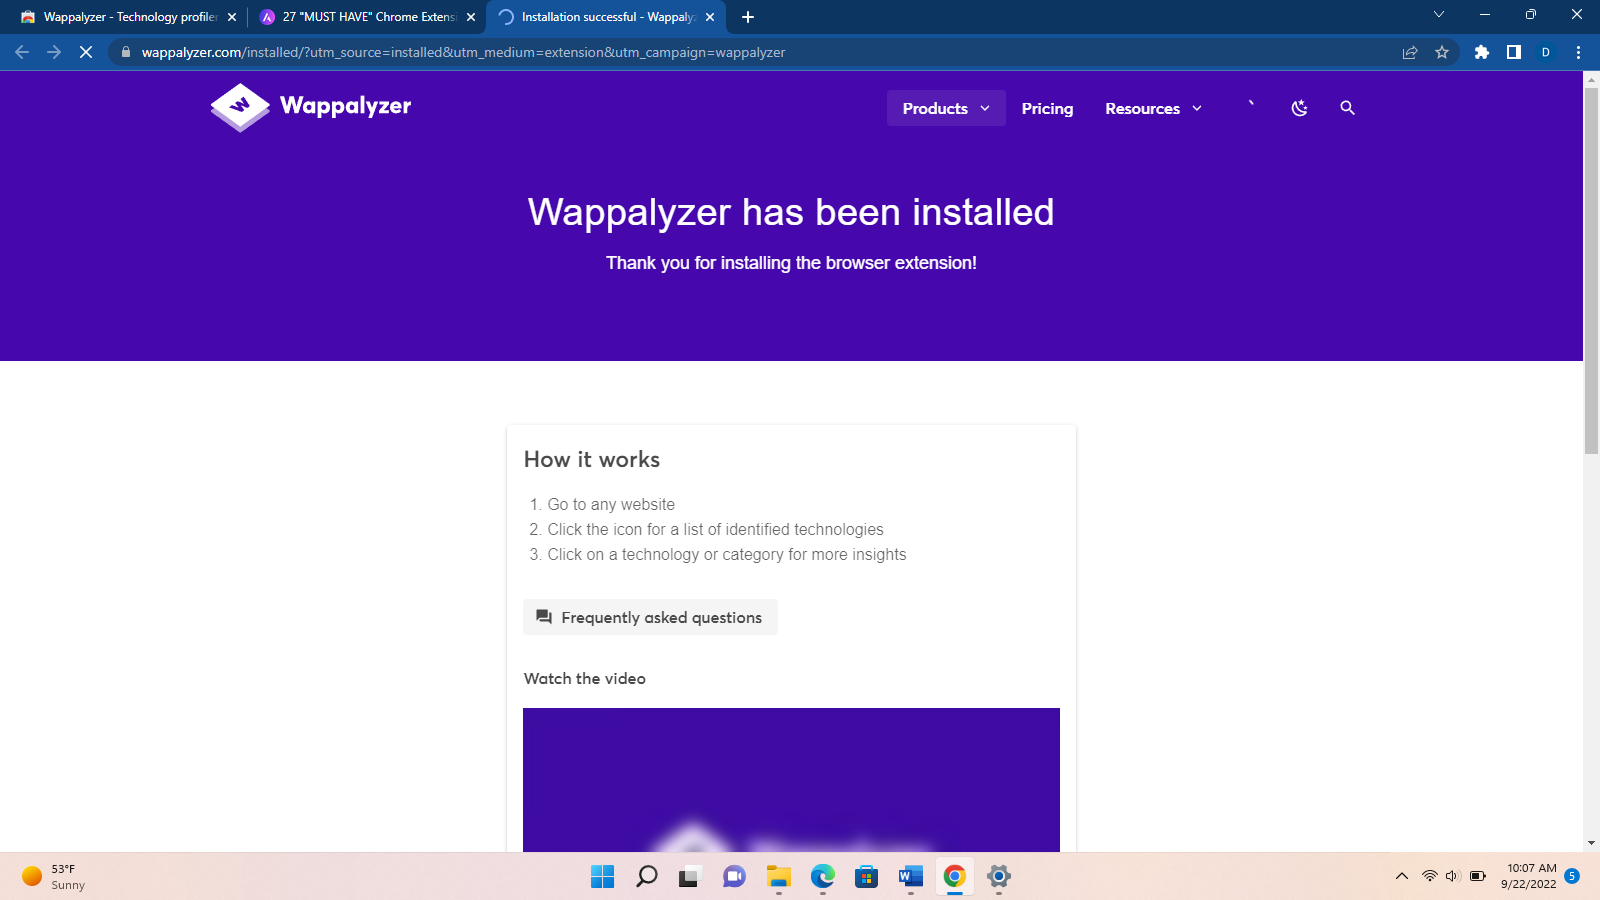 Wappalyzer - Technology profiler
27 "MUST HAVE" Chrome Extensi
Installation successful - Wappalyz
wappalyzer.com/installed/?utm_source=installed&utm_medium=extension&utm_campaign=wappalyzer
D
W Wappalyzer
Products
Pricing
Resources
Wappalyzer has been installed
Thank you for installing the browser extension!
How it works
1. Go to any website
2. Click the icon for a list of identified technologies
3. Click on a technology or category for more insights
Frequently asked questions
Watch the video
53°F
Sunny
W
10:07 AM
9/22/2022
5